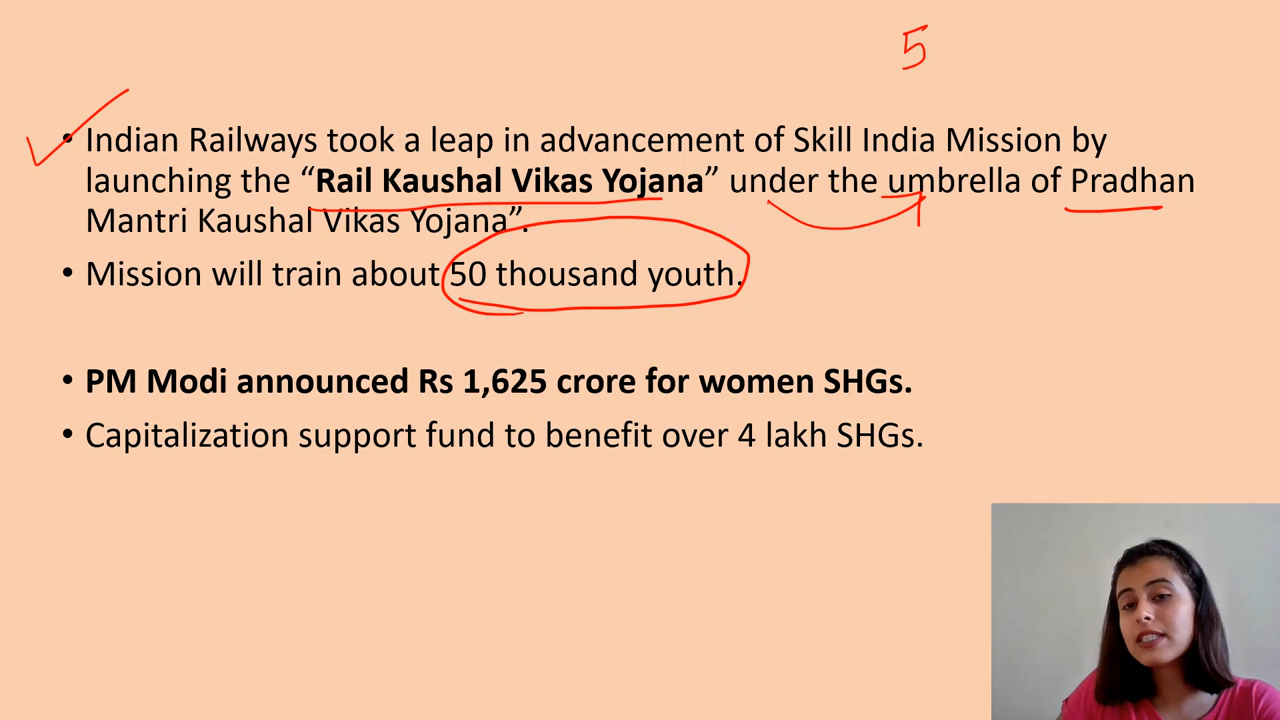 5
• Indian Railways took a leap in advancement of Skill India Mission by
launching the “Rail Kaushal Vikas Yojana” under the umbrella of Pradhan
Mantri Kaushal Vikas Yojana”.
• Mission will train about 50 thousand youth.
• PM Modi announced Rs 1,625 crore for women SHGs.
• Capitalization support fund to benefit over 4 lakh SHGs.